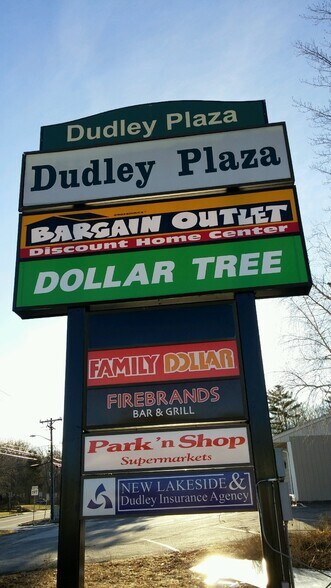 Dudley Plaza
Dudley Plaza
BARGAIN OUTLET
Discount Home Center
DOLLAR TREE
FAMILY DOLLAR
FIREBRANDS
BAR & GRILL
Park 'n Shop
Supermarkets
NEW LAKESIDE &
Dudley Insurance Agency